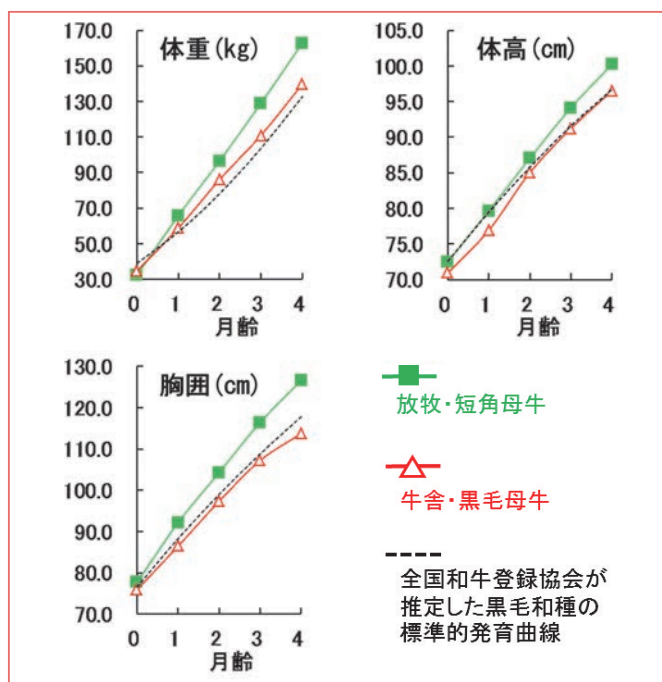 体重(kg)
170.0
150.0
130.0
110.0
90.0
70.0
50.0
30.0
0 1 2 3 4
月齢
体高(cm)
105.0
100.0
95.0
90.0
85.0
80.0
75.0
70.0
0 1 2 3 4
月齢
胸囲(cm)
130.0
120.0
110.0
100.0
90.0
80.0
70.0
0 1 2 3 4
月齢
放牧・短角母牛
牛舎・黒毛母牛
全国和牛登録協会が
推定した黒毛和種の
標準的発育曲線